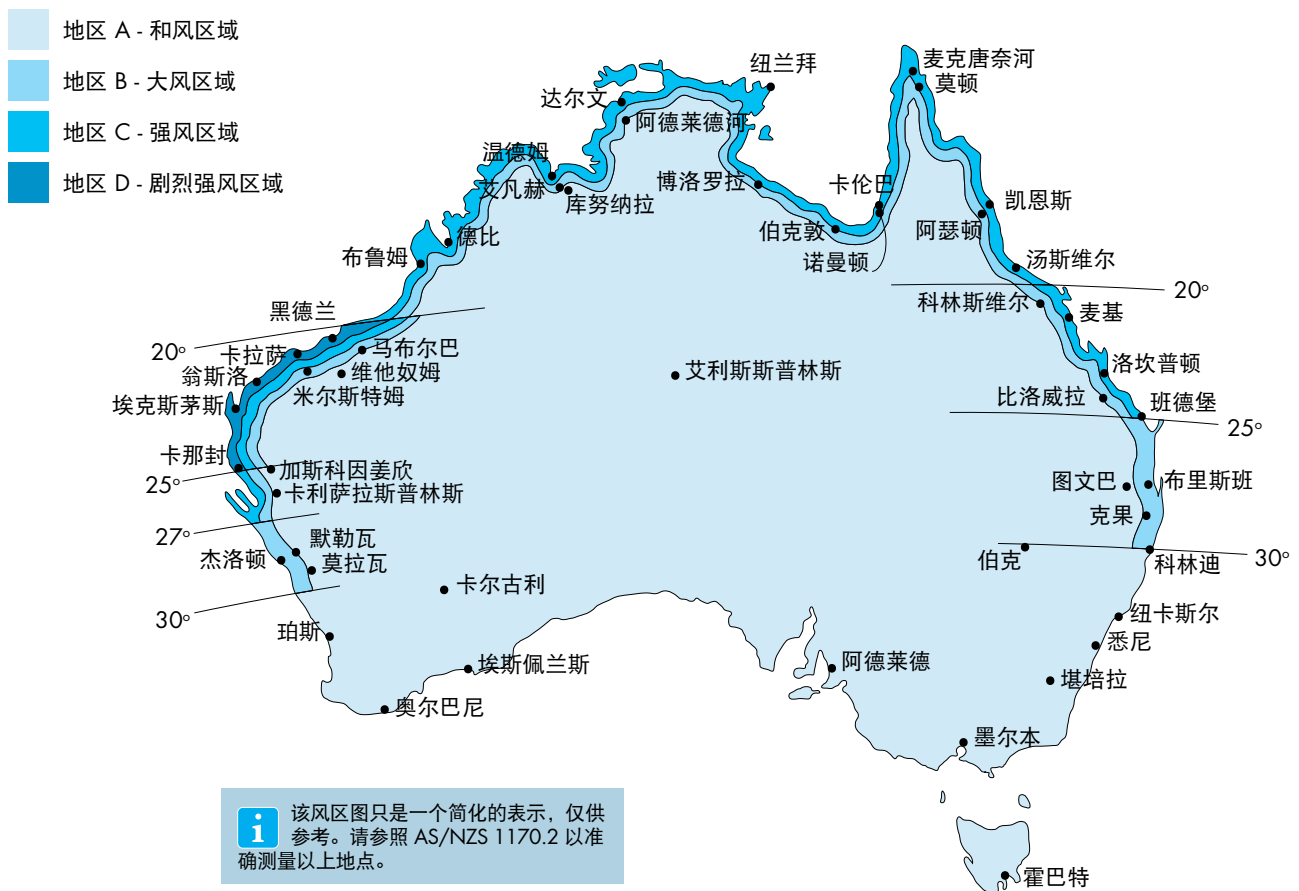 地区 A - 和风区域
地区 B - 大风区域
地区 C - 强风区域
地区 D - 剧烈强风区域
纽兰拜
麦克唐奈河
莫顿
达尔文
阿德莱德河
温德姆
艾凡赫
库努纳拉
博洛罗拉
卡伦巴
凯恩斯
伯克敦
阿瑟顿
诺曼顿
德比
布鲁姆
汤斯维尔
20°
科林斯维尔
麦基
黑德兰
20°
卡拉萨
马布尔巴
翁斯洛
维他奴姆
米尔斯特姆
艾利斯斯普林斯
洛坎普顿
埃克斯茅斯
比洛威拉
班德堡
25°
卡那封
加斯科因姜欣
25°
卡利萨拉斯普林斯
图文巴
布里斯班
克果
27°
默勒瓦
杰洛顿
莫拉瓦
伯克
30°
科林迪
卡尔古利
30°
纽卡斯尔
珀斯
悉尼
埃斯佩兰斯
阿德莱德
堪培拉
奥尔巴尼
墨尔本
i
该风区图只是一个简化的表示，仅供
参考。请参照 AS/NZS 1170.2 以准
确测量以上地点。
霍巴特